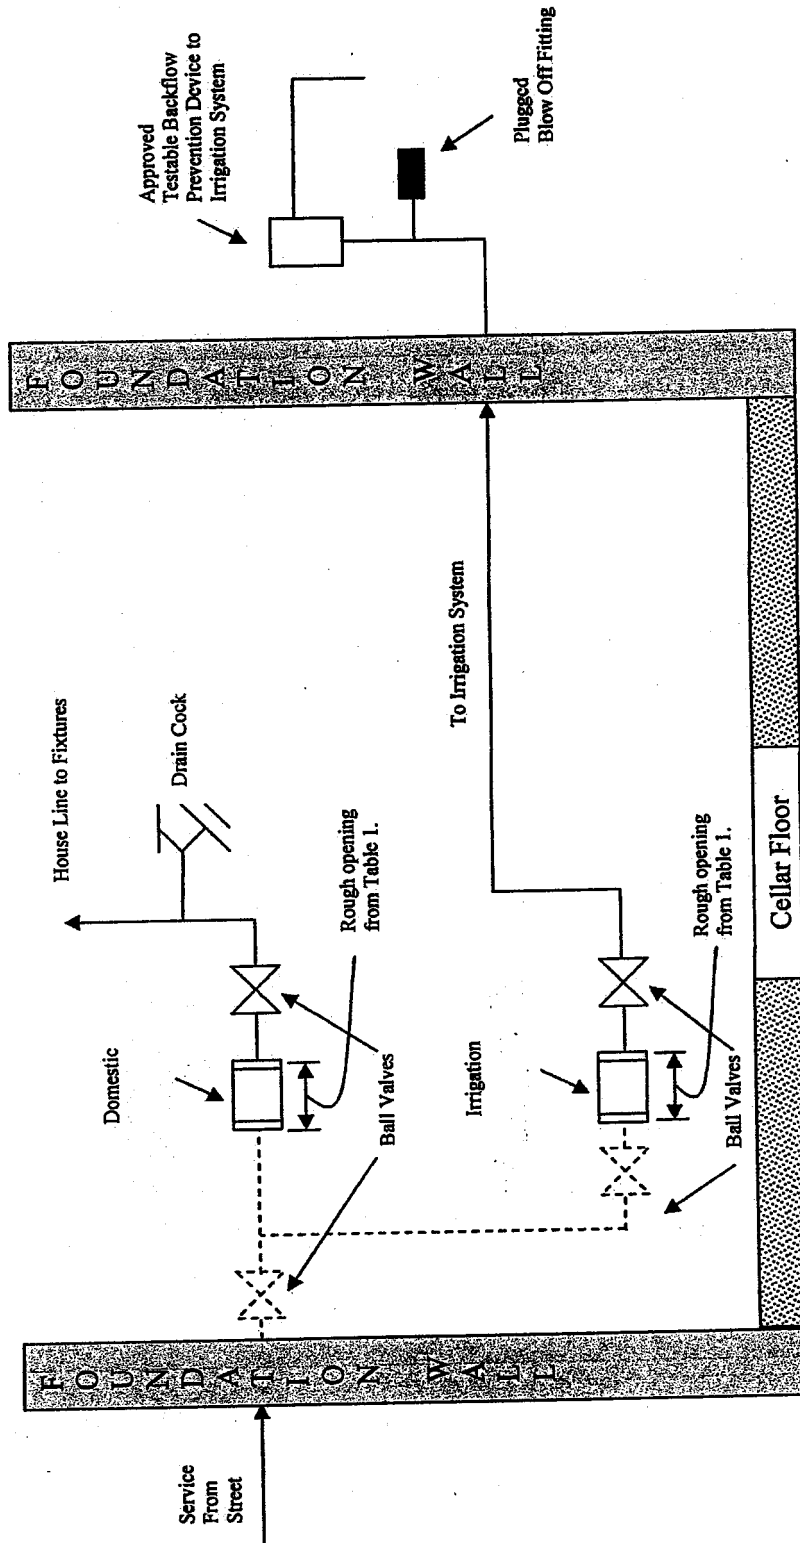 Service
From
Street
FOUNDATION WALL
Domestic
House Line to Fixtures
Drain Cock
Rough opening
from Table 1.
Ball Valves
Irrigation
To Irrigation System
Rough opening
from Table 1.
Ball Valves
Cellar Floor
FOUNDATION WALL
Approved
Testable Backflow
Prevention Device to
Irrigation System
Plugged
Blow Off Fitting